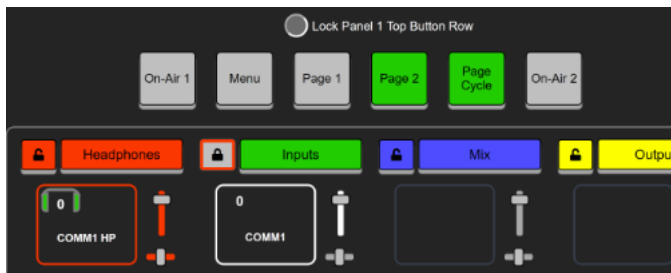 Lock Panel 1 Top Button Row
On-Air 1
Menu
Page 1
Page 2
Page
Cycle
On-Air 2
Headphones
Inputs
Mix
Outpu
0
COMM1 HP
0
COMM1